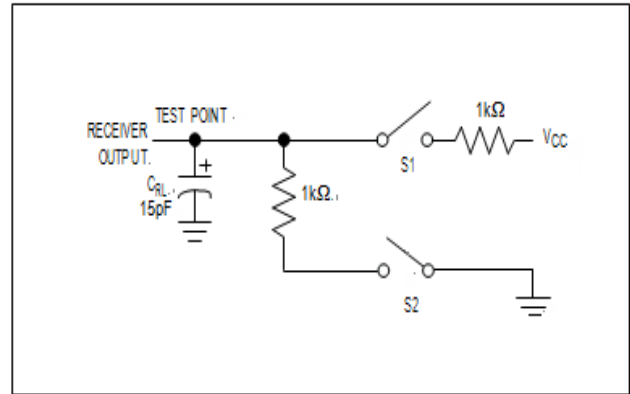 TEST POINT .
RECEIVER
OUTPUT.
CRL.
15pF
1kΩ..
1kΩ
VCC
S1
S2